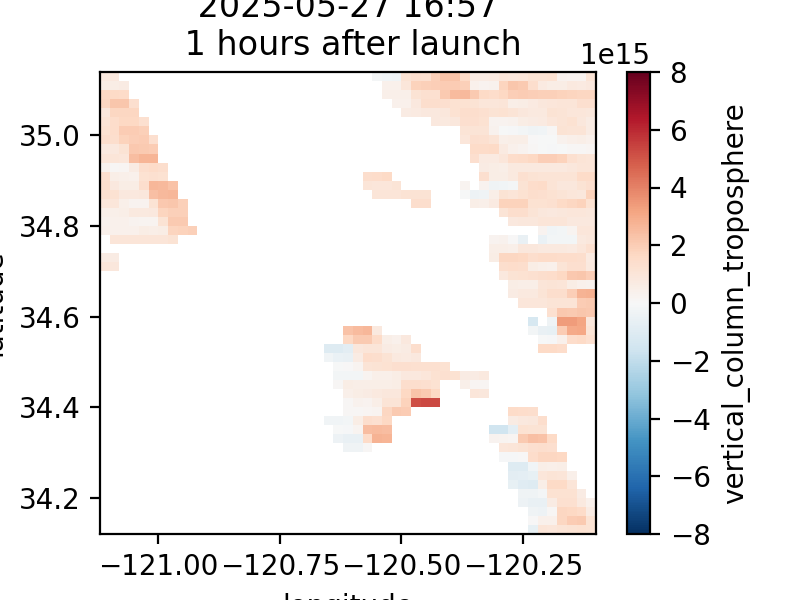 2025-05-27 16:57
1 hours after launch
1e15
8
6
4
2
0
−2
−4
−6
−8
vertical_column_troposphere
35.0
34.8
34.6
34.4
34.2
latitude
−121.00 −120.75 −120.50 −120.25
longitude